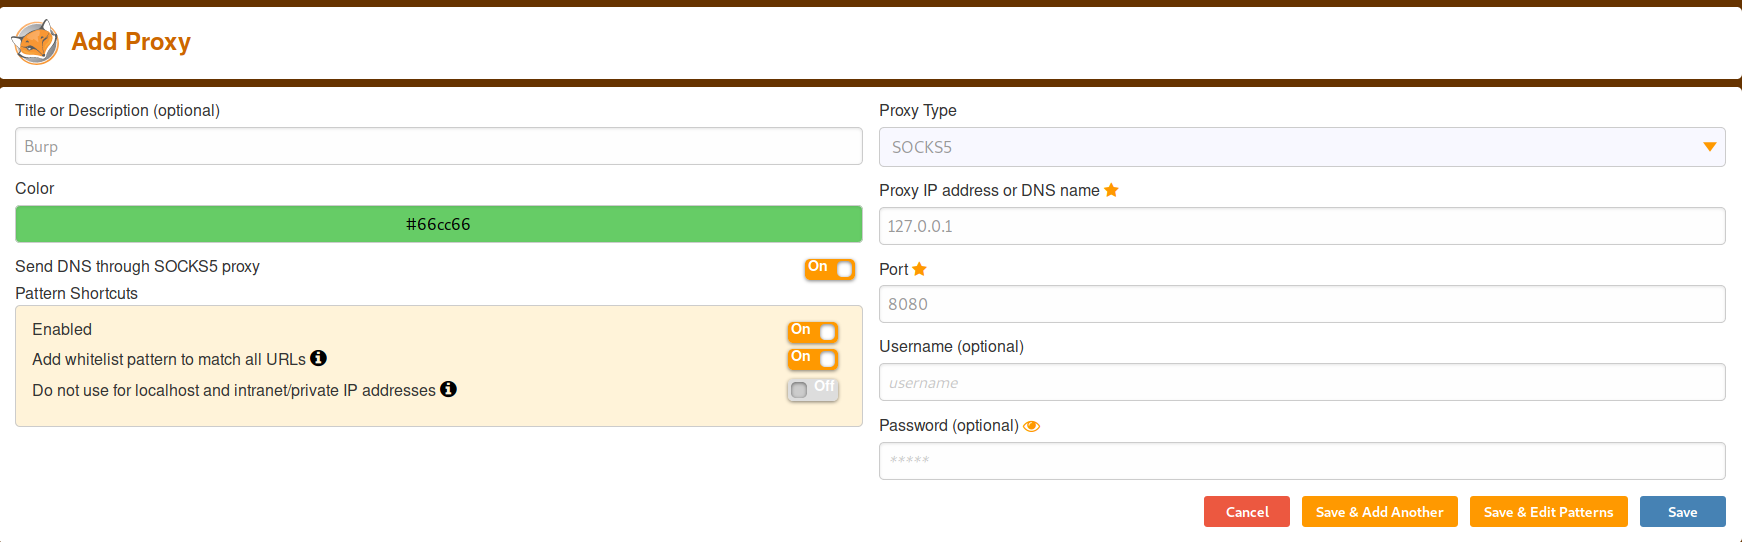 Add Proxy
Title or Description (optional)
Burp
Color
#66cc66
Send DNS through SOCKS5 proxy
On
Pattern Shortcuts
Enabled
On
Add whitelist pattern to match all URLs
On
Do not use for localhost and intranet/private IP addresses
Off
Proxy Type
SOCKS5
Proxy IP address or DNS name
127.0.0.1
Port
8080
Username (optional)
username
Password (optional)
*****
Cancel
Save & Add Another
Save & Edit Patterns
Save